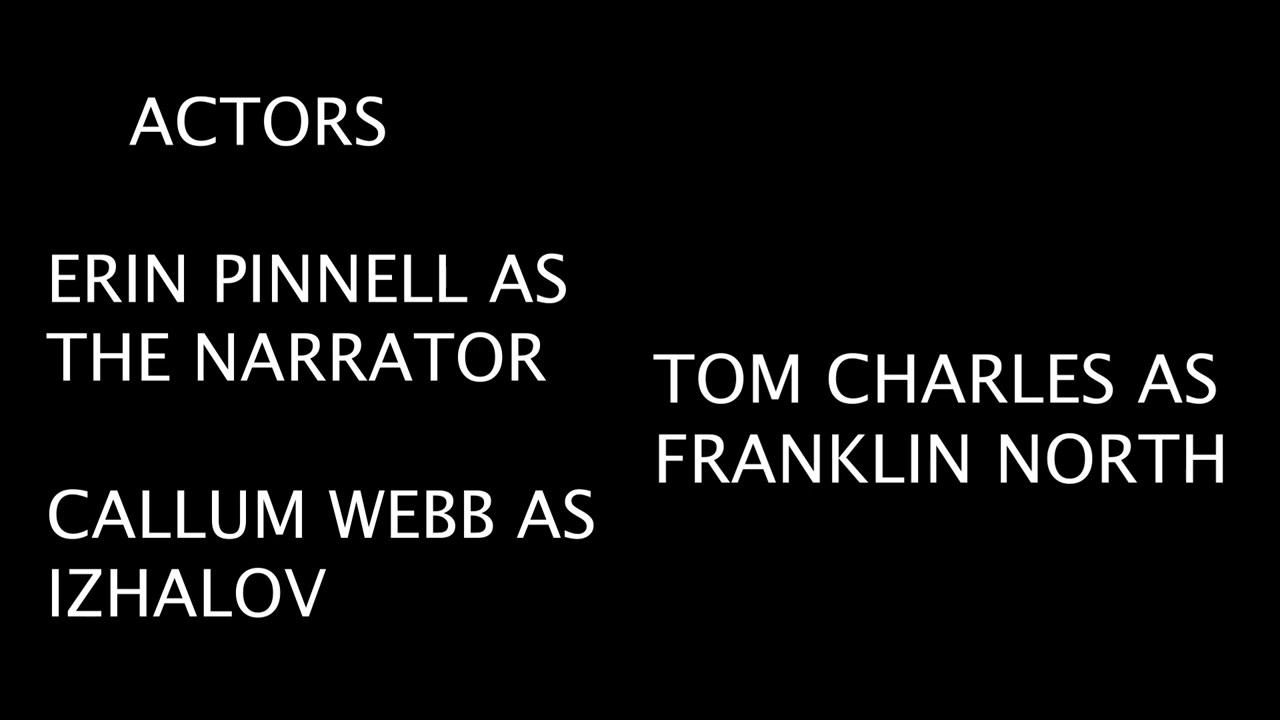 ACTORS
ERIN PINNELL AS
THE NARRATOR
CALLUM WEBB AS
IZHALOV
TOM CHARLES AS
FRANKLIN NORTH